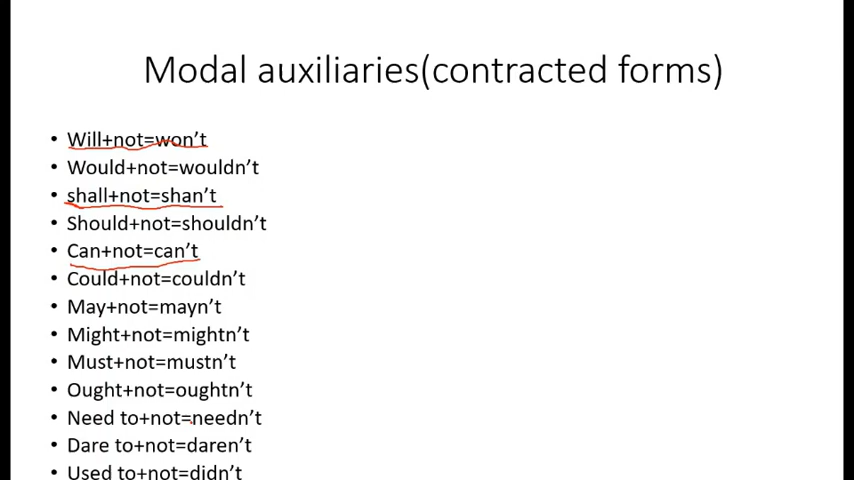 Modal auxiliaries(contracted forms)
• Will+not=won't
• Would+not=wouldn't
• shall+not=shan't
• Should+not=shouldn't
• Can+not=can't
• Could+not=couldn't
• May+not=mayn't
• Might+not=mightn't
• Must+not=mustn't
• Ought+not=oughtn't
• Need to+not=needn't
• Dare to+not=daren't
• Used to+not=didn't